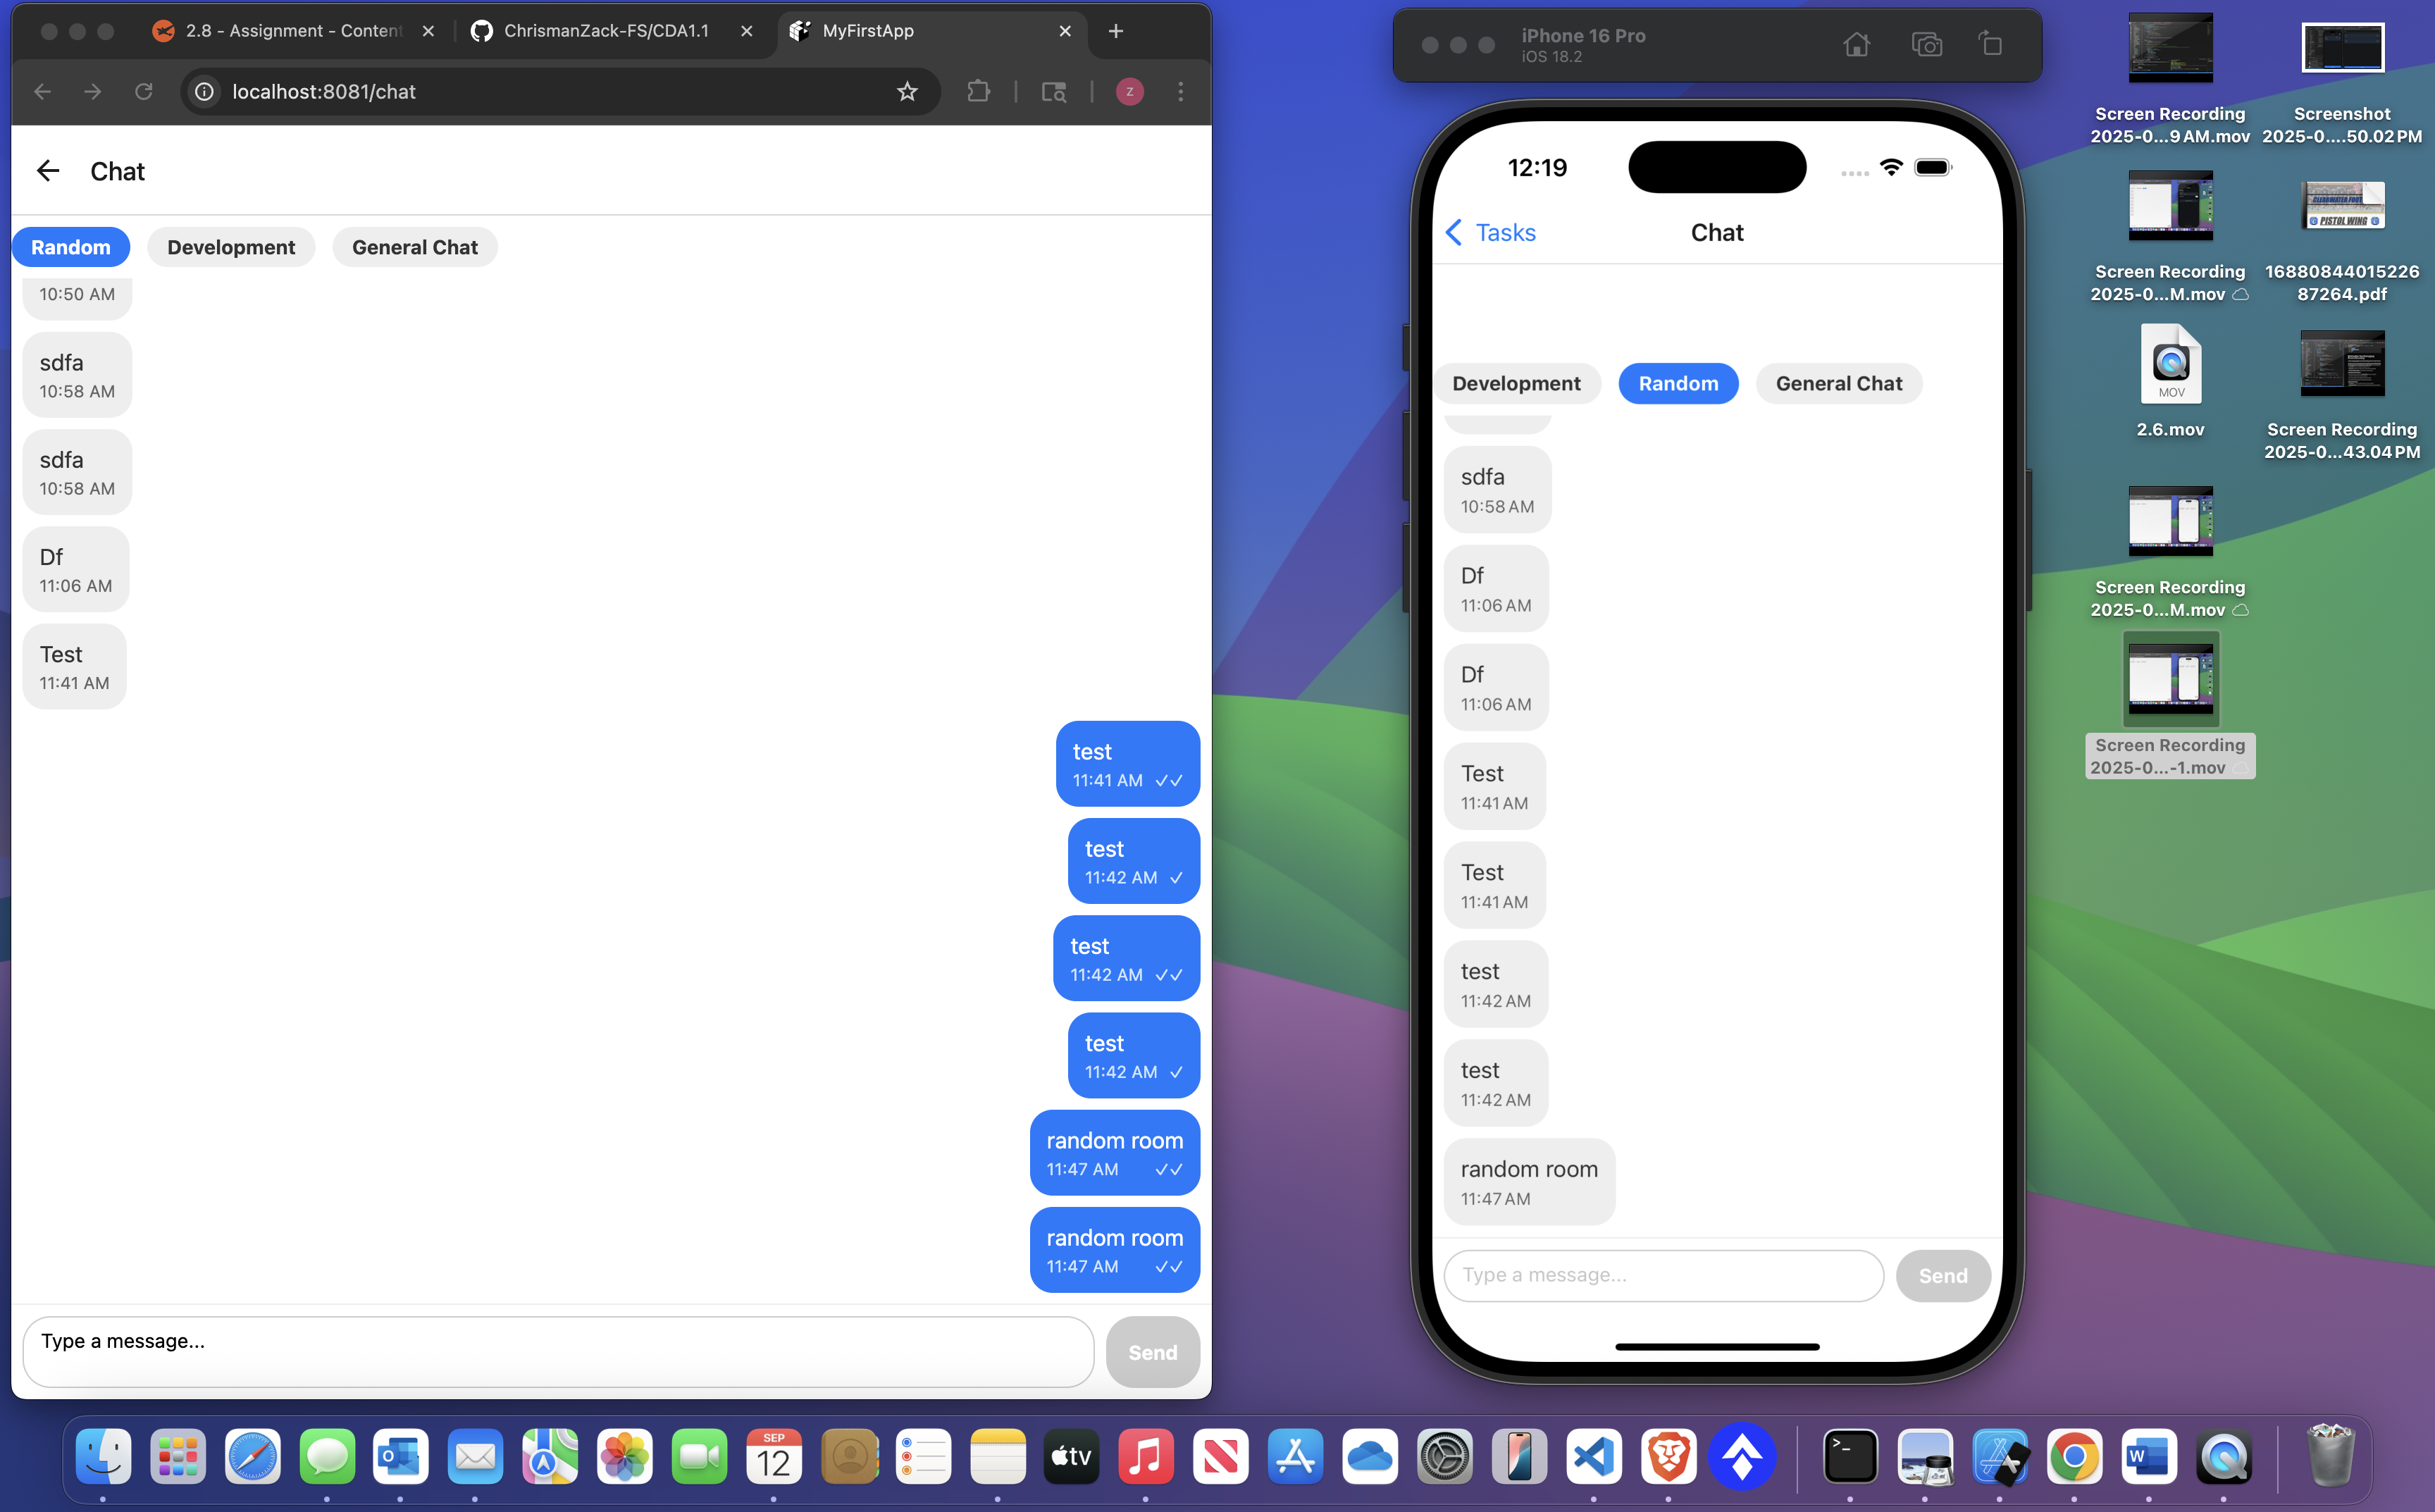 2.8 - Assignment - Content
ChrismanZack-FS/CDA1.1
MyFirstApp
localhost:8081/chat
z
Chat
Random
Development
General Chat
10:50 AM
sdfa
10:58 AM
sdfa
10:58 AM
Df
11:06 AM
Test
11:41 AM
test
11:41 AM ✓✓
test
11:42 AM ✓
test
11:42 AM ✓✓
test
11:42 AM ✓
random room
11:47 AM ✓✓
random room
11:47 AM ✓✓
Type a message...
Send
iPhone 16 Pro
iOS 18.2
12:19
Tasks
Chat
Development
Random
General Chat
sdfa
10:58 AM
Df
11:06 AM
Df
11:06 AM
Test
11:41 AM
Test
11:41 AM
test
11:42 AM
test
11:42 AM
random room
11:47 AM
Type a message...
Send
Screen Recording
2025-0...9 AM.mov
Screenshot
2025-0....50.02 PM
Screen Recording
2025-0...M.mov
CLEARWATER FOOT
PISTOL WING
16880844015226
87264.pdf
MOV
2.6.mov
Screen Recording
2025-0...43.04 PM
Screen Recording
2025-0...M.mov
Screen Recording
2025-0...-1.mov
SEP
12
tv
W